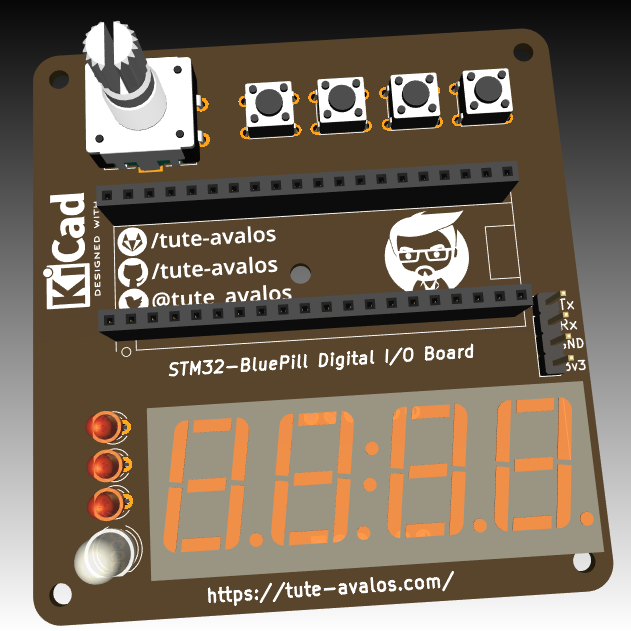 KiCad
DESIGNED WITH
/tute-avalos
/tute-avalos
@tute_avalos
STM32-BluePill Digital I/O Board
Tx
Rx
GND
3v3
https://tute-avalos.com/